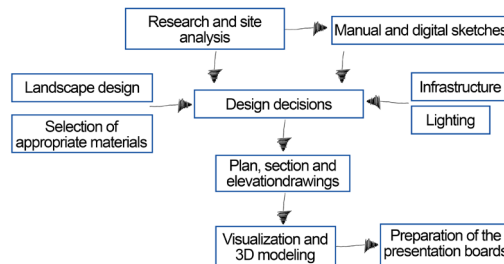 Research and site
analysis
Manual and digital sketches
Landscape design
Infrastructure
Design decisions
Selection of
appropriate materials
Lighting
Plan, section and
elevationdrawings
Visualization and
3D modeling
Preparation of the
presentation boards